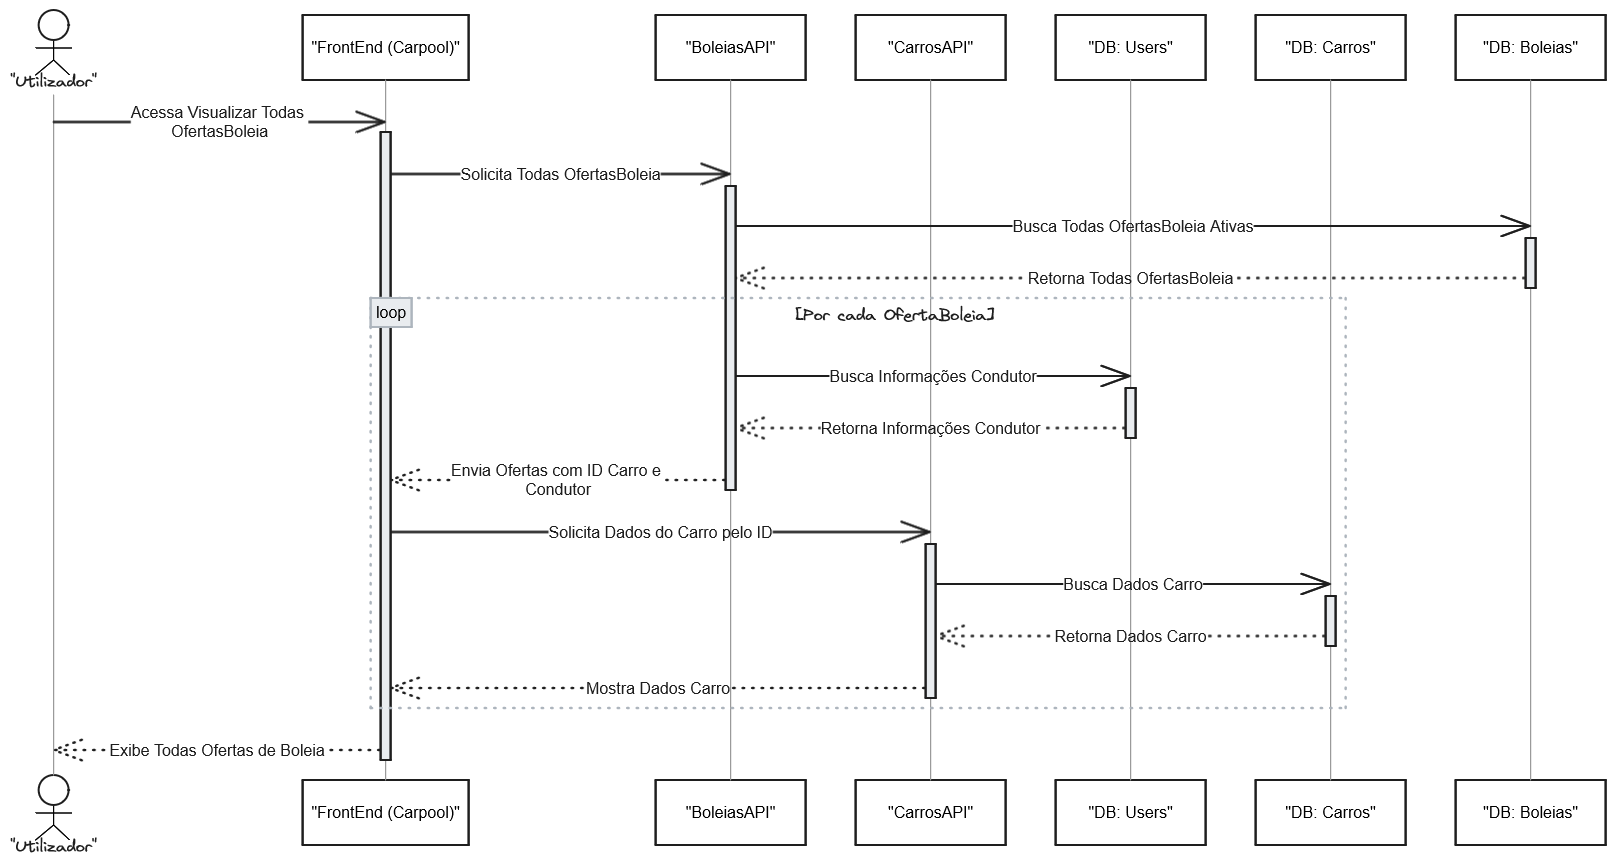 "Utilizador"
"FrontEnd (Carpool)"
"BoleiasAPI"
"CarrosAPI"
"DB: Users"
"DB: Carros"
"DB: Boleias"
Acessa Visualizar Todas
OfertasBoleia
Solicita Todas OfertasBoleia
Busca Todas OfertasBoleia Ativas
Retorna Todas OfertasBoleia
loop
[Por cada OfertaBoleia]
Busca Informações Condutor
Retorna Informações Condutor
Envia Ofertas com ID Carro e
Condutor
Solicita Dados do Carro pelo ID
Busca Dados Carro
Retorna Dados Carro
Mostra Dados Carro
Exibe Todas Ofertas de Boleia
"Utilizador"
"FrontEnd (Carpool)"
"BoleiasAPI"
"CarrosAPI"
"DB: Users"
"DB: Carros"
"DB: Boleias"